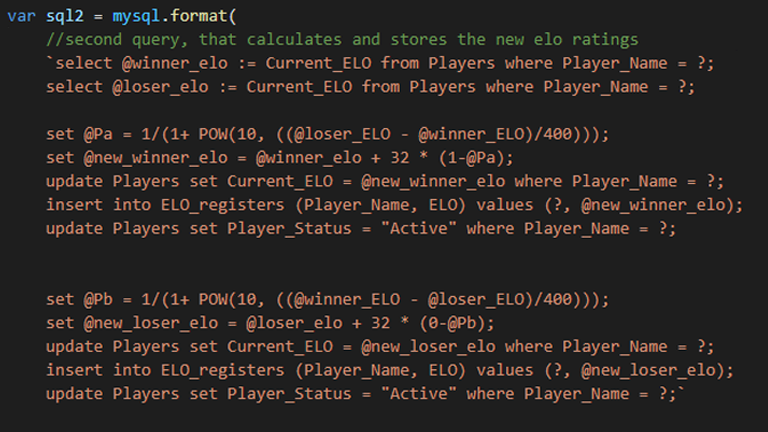 var sql2 = mysql.format(
//second query, that calculates and stores the new elo ratings
`select @winner_elo := Current_ELO from Players where Player_Name = ?;
select @loser_elo := Current_ELO from Players where Player_Name = ?;
set @Pa = 1/(1+ POW(10, ((@loser_ELO - @winner_ELO)/400)));
set @new_winner_elo = @winner_elo + 32 * (1-@Pa);
update Players set Current_ELO = @new_winner_elo where Player_Name = ?;
insert into ELO_registers (Player_Name, ELO) values (?, @new_winner_elo);
update Players set Player_Status = "Active" where Player_Name = ?;
set @Pb = 1/(1+ POW(10, ((@winner_ELO - @loser_ELO)/400)));
set @new_loser_elo = @loser_elo + 32 * (0-@Pb);
update Players set Current_ELO = @new_loser_elo where Player_Name = ?;
insert into ELO_registers (Player_Name, ELO) values (?, @new_loser_elo);
update Players set Player_Status = "Active" where Player_Name = ?;`